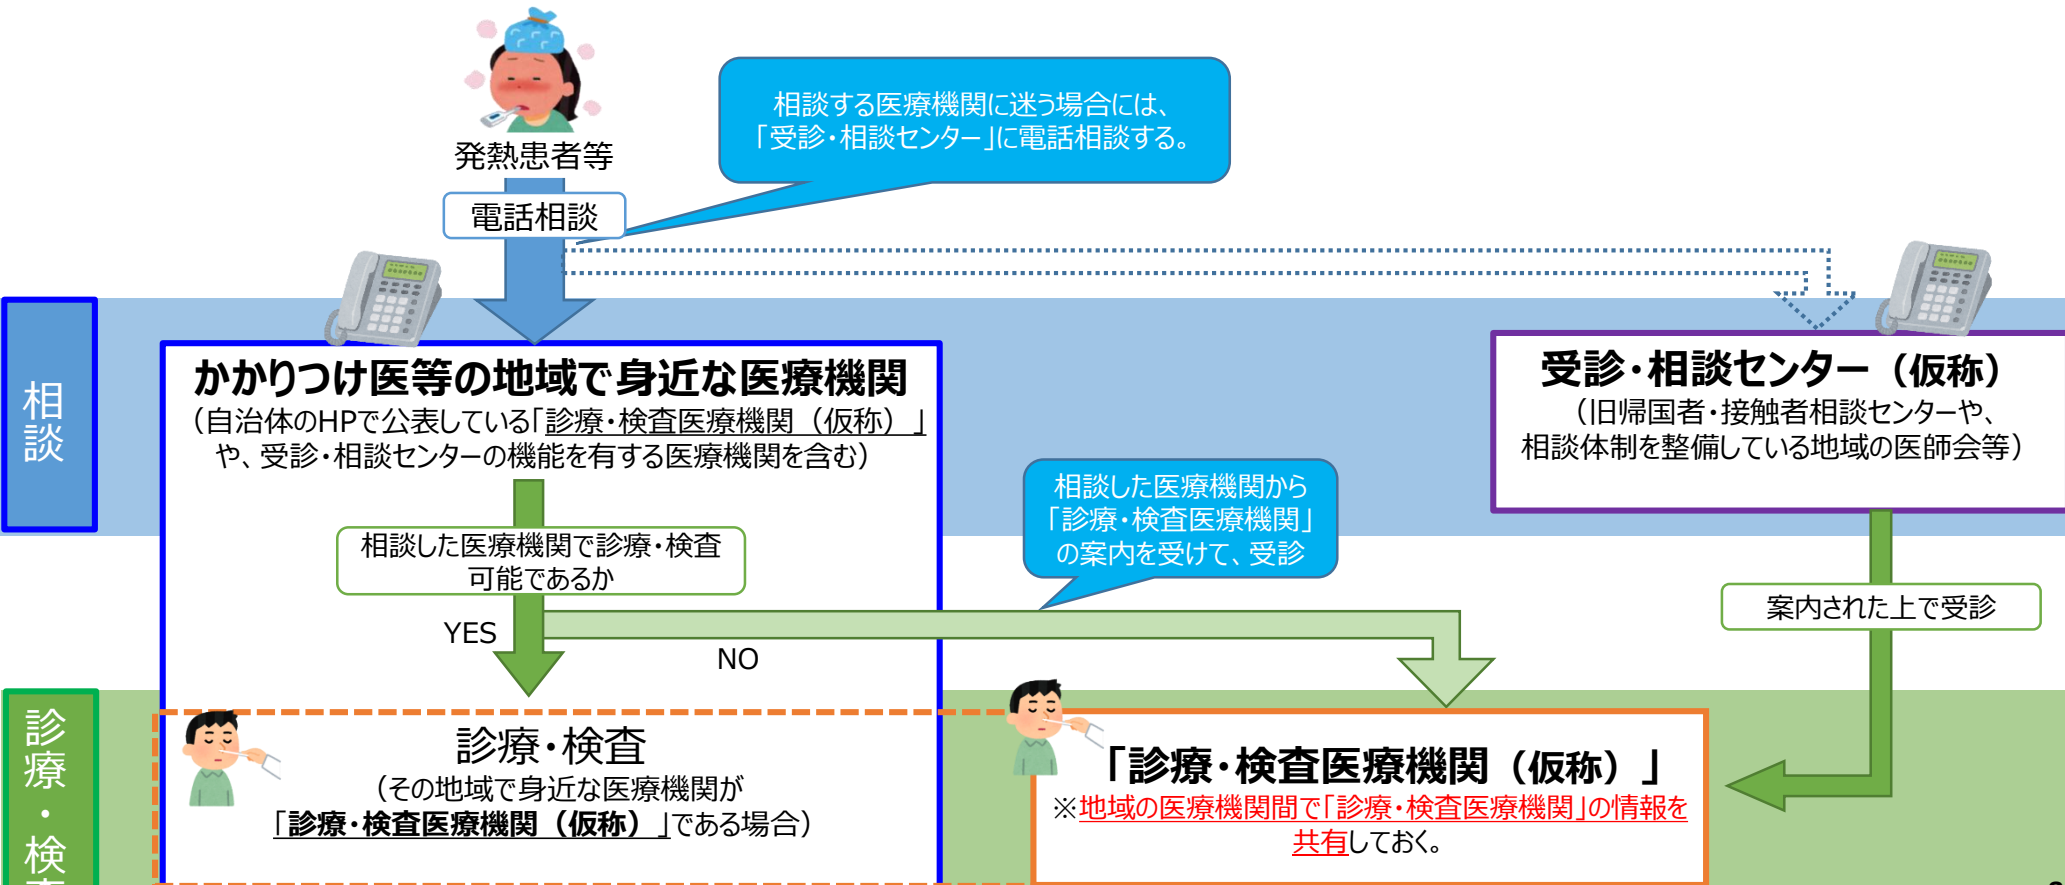 発熱患者等
電話相談
相談する医療機関に迷う場合には、
「受診・相談センター」に電話相談する。
相談
かかりつけ医等の地域で身近な医療機関
（自治体のHPで公表している「診療・検査医療機関（仮称）」
や、受診・相談センターの機能を有する医療機関を含む）
受診・相談センター（仮称）
（旧帰国者・接触者相談センターや、
相談体制を整備している地域の医師会等）
相談した医療機関で診療・検査
可能であるか
相談した医療機関から
「診療・検査医療機関」
の案内を受けて、受診
案内された上で受診
YES
NO
診療・検
診療・検査
（その地域で身近な医療機関が
「診療・検査医療機関（仮称）」である場合）
「診療・検査医療機関（仮称）」
※地域の医療機関間で「診療・検査医療機関」の情報を
共有しておく。